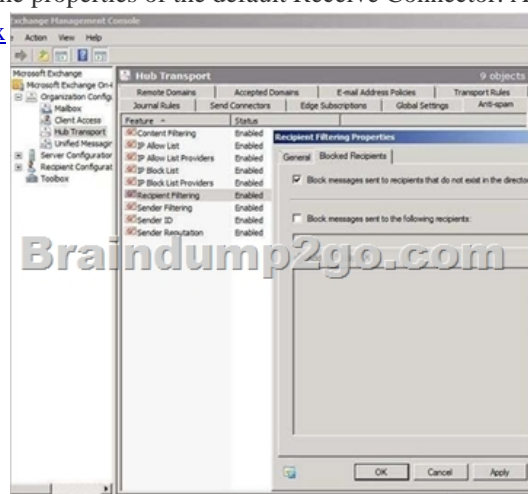 the properties of the default Receive Connector. A
k
Exchange Management Console
Action View Help
Microsoft Exchange
Microsoft Exchange On-
Organization Config
Mailbox
Client Access
Hub Transport
Unified Messagin
Server Configuration
Recipient Configurat
Toolbox
Hub Transport 9 objects
Remote Domains Accepted Domains E-mail Address Policies Transport Rules
Journal Rules Send Connectors Edge Subscriptions Global Settings Anti-spam
Feature Status
Content Filtering Enabled
IP Allow List Enabled
IP Allow List Providers Enabled
IP Block List Enabled
IP Block List Providers Enabled
Recipient Filtering Enabled
Sender Filtering Enabled
Sender ID Enabled
Sender Reputation Enabled
Recipient Filtering Properties
General Blocked Recipients
Block messages sent to recipients that do not exist in the director
Block messages sent to the following recipients:
Braindump2go.com
OK Cancel Apply